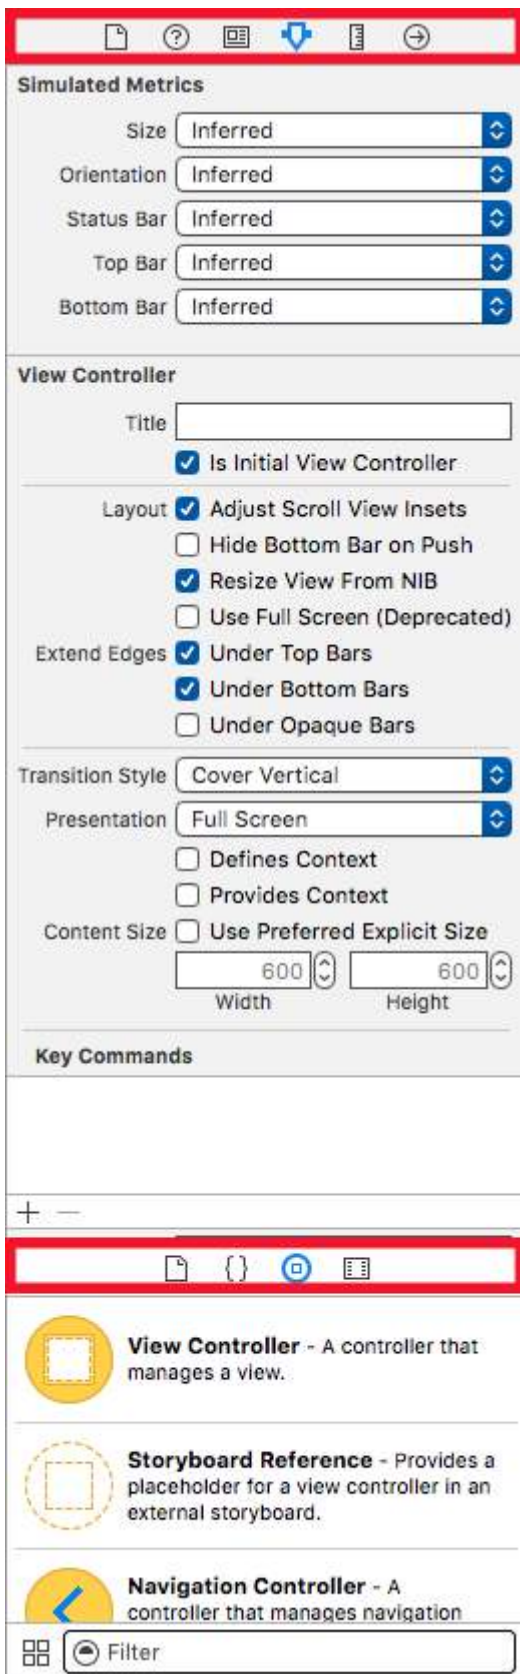 Simulated Metrics
Size Inferred
Orientation Inferred
Status Bar Inferred
Top Bar Inferred
Bottom Bar Inferred
View Controller
Title
Is Initial View Controller
Layout Adjust Scroll View Insets
Hide Bottom Bar on Push
Resize View From NIB
Use Full Screen (Deprecated)
Extend Edges Under Top Bars
Under Bottom Bars
Under Opaque Bars
Transition Style Cover Vertical
Presentation Full Screen
Defines Context
Provides Context
Content Size Use Preferred Explicit Size
600 600
Width Height
Key Commands
View Controller - A controller that
manages a view.
Storyboard Reference - Provides a
placeholder for a view controller in an
external storyboard.
Navigation Controller - A
controller that manages navigation
Filter